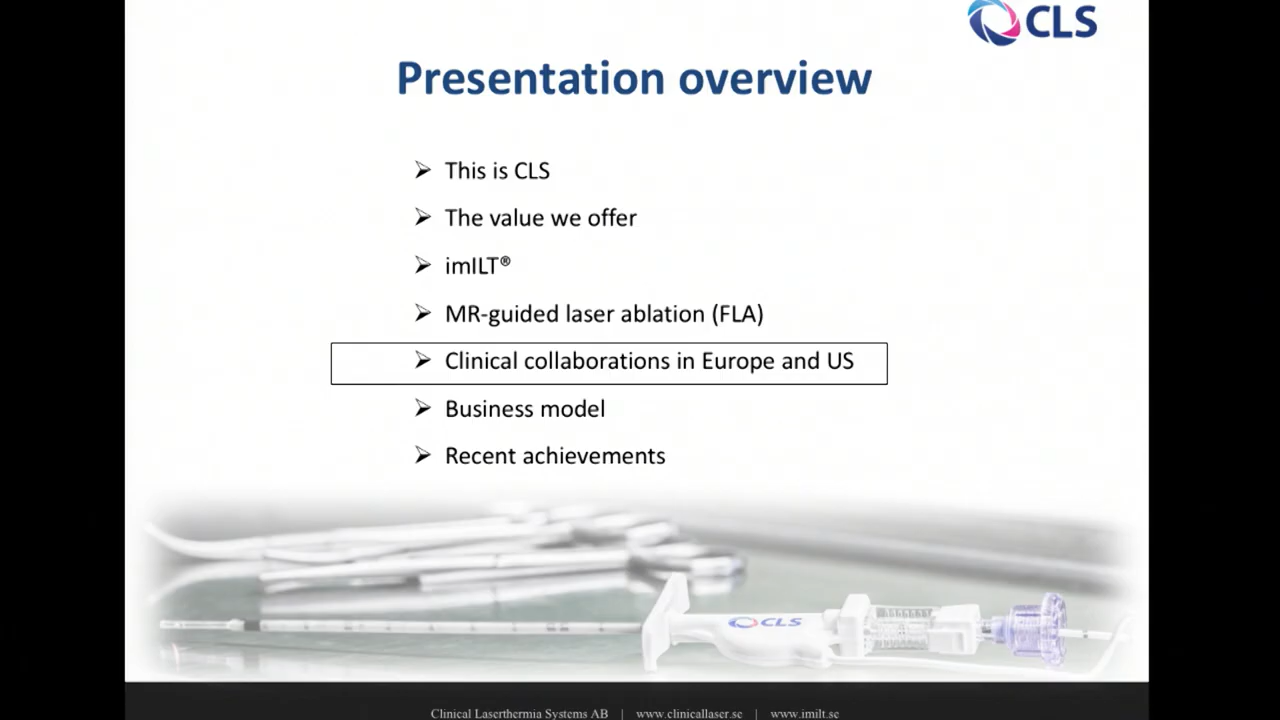 CLS
Presentation overview
This is CLS
The value we offer
imILT®
MR-guided laser ablation (FLA)
Clinical collaborations in Europe and US
Business model
Recent achievements
CLS
Clinical Laserthermia Systems AB | www.clinicallaser.se | www.imilt.se